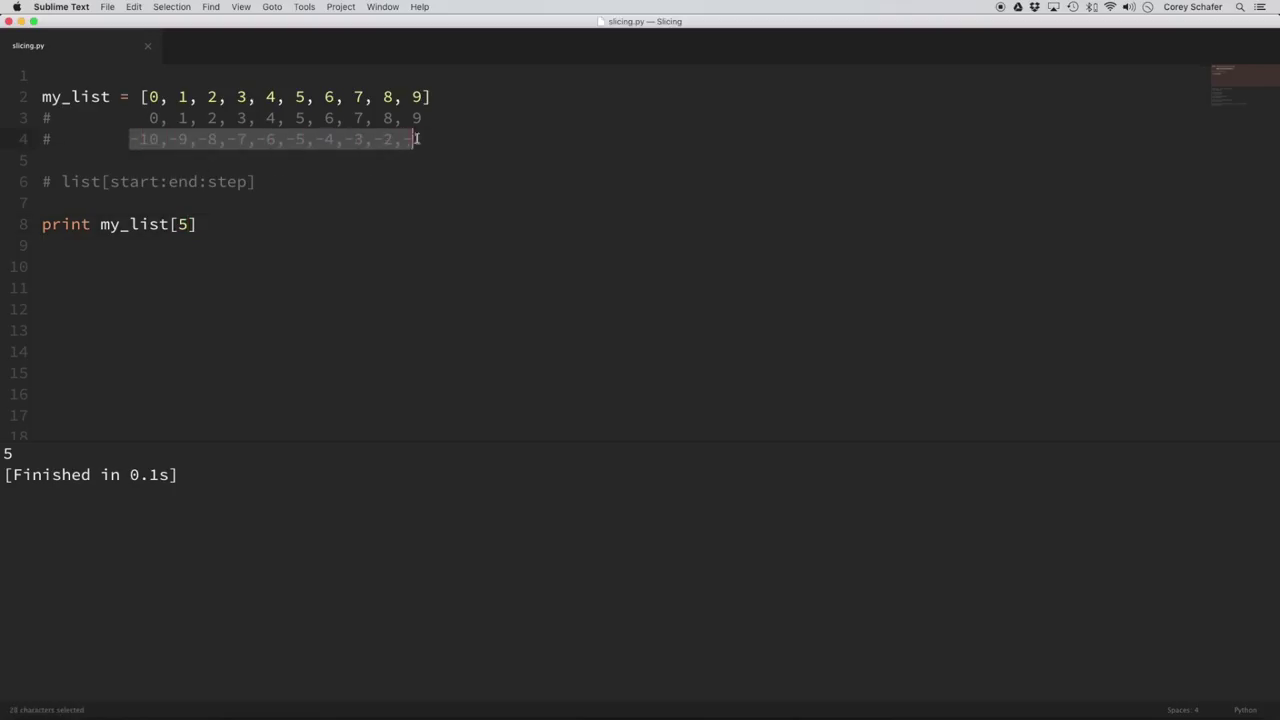 Sublime Text File Edit Selection Find View Goto Tools Project Window Help Corey Schafer
slicing.py — Slicing
slicing.py
1
2 my_list = [0, 1, 2, 3, 4, 5, 6, 7, 8, 9]
3 # 0, 1, 2, 3, 4, 5, 6, 7, 8, 9
4 # -10,-9,-8,-7,-6,-5,-4,-3,-2,-
5
6 # list[start:end:step]
7
8 print my_list[5]
9
10
11
12
13
14
15
16
17
18
5
[Finished in 0.1s]
28 characters selected Spaces: 4 Python